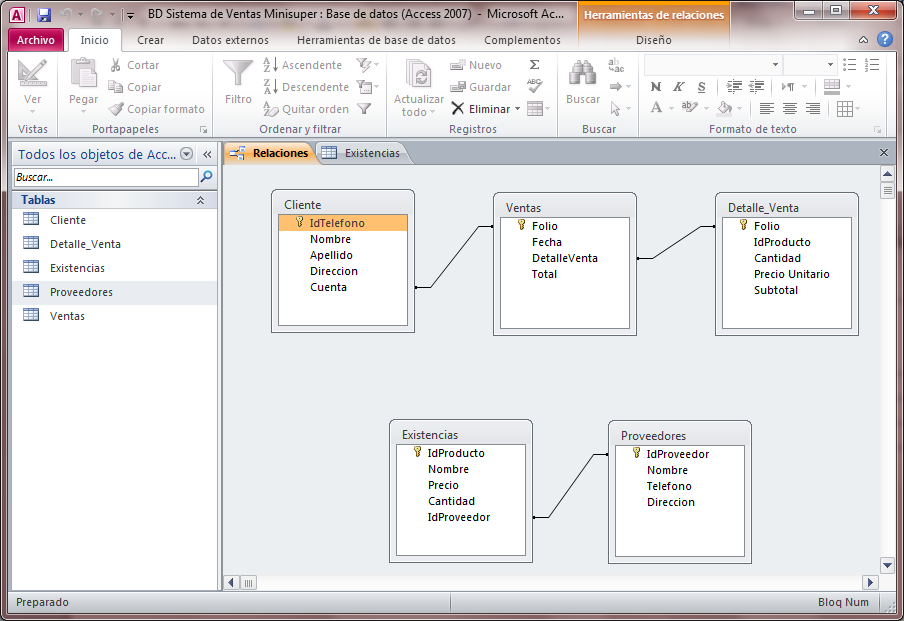 BD Sistema de Ventas Minisuper : Base de datos (Access 2007) - Microsoft Ac...
Herramientas de relaciones
Archivo Inicio Crear Datos externos Herramientas de base de datos Complementos Diseño
Ver
Vistas
Pegar
Cortar
Copiar
Copiar formato
Portapapeles
Filtro
Ascendente
Descendente
Quitar orden
Ordenar y filtrar
Actualizar
todo
Nuevo
Guardar
Eliminar
Registros
Buscar
Buscar
N K S
A
Formato de texto
Todos los objetos de Acc...
Buscar...
Tablas
Cliente
Detalle_Venta
Existencias
Proveedores
Ventas
Relaciones
Existencias
Cliente
IdTelefono
Nombre
Apellido
Direccion
Cuenta
Ventas
Folio
Fecha
DetalleVenta
Total
Detalle_Venta
Folio
IdProducto
Cantidad
Precio Unitario
Subtotal
Existencias
IdProducto
Nombre
Precio
Cantidad
IdProveedor
Proveedores
IdProveedor
Nombre
Telefono
Direccion
Preparado
Bloq Num